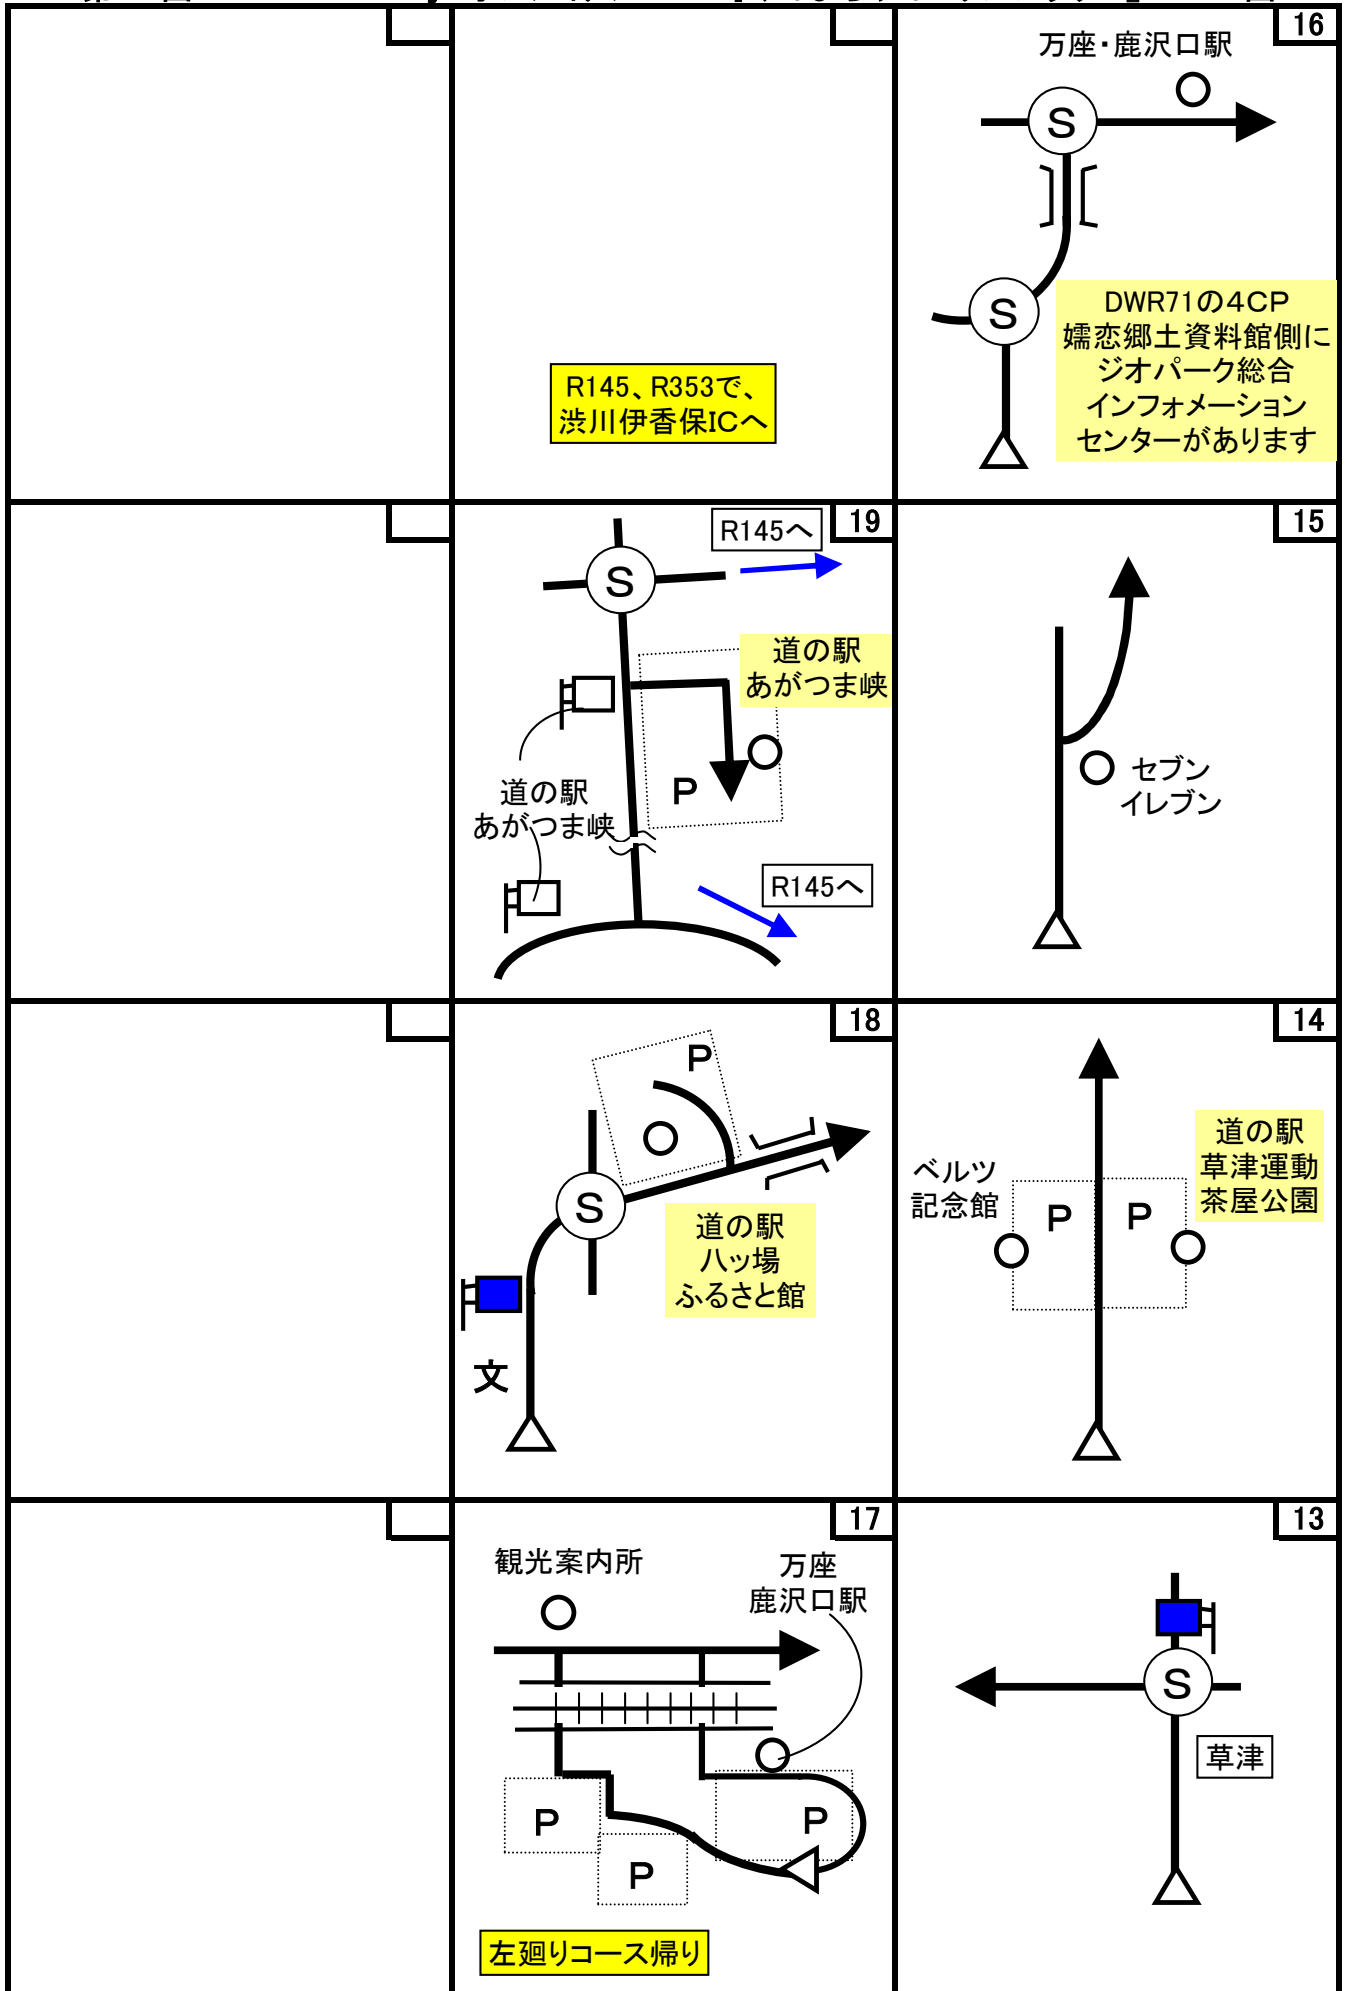 16
万座・鹿沢口駅
S
S
DWR71の4CP
嬬恋郷土資料館側に
ジオパーク総合
インフォメーション
センターがあります
R145、R353で、
渋川伊香保ICへ
19
R145へ
S
道の駅
あがつま峡
P
道の駅
あがつま峡
R145へ
15
セブン
イレブン
18
P
S
道の駅
八ッ場
ふるさと館
文
14
道の駅
草津運動
茶屋公園
ベルツ
記念館
P
P
17
観光案内所
万座
鹿沢口駅
P
P
P
左廻りコース帰り
13
S
草津